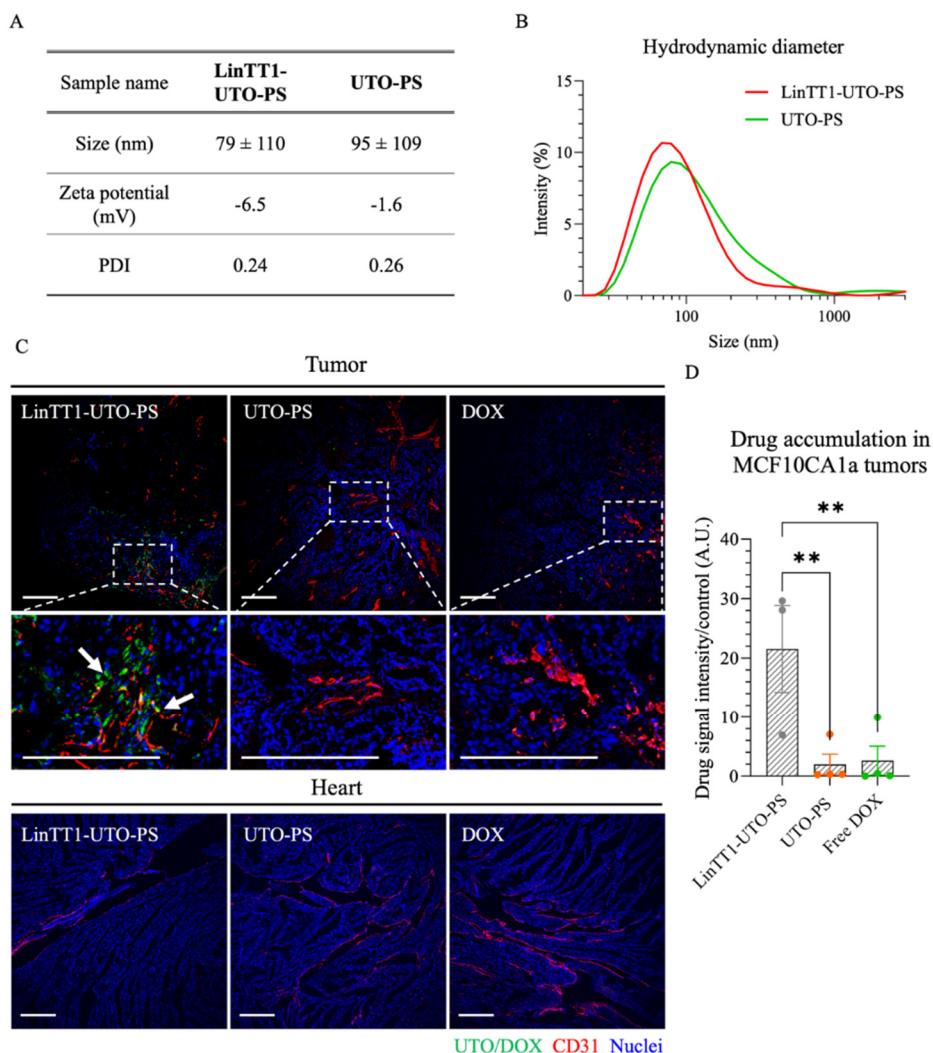 A
Sample name
LinTT1-
UTO-PS
UTO-PS
Size (nm)
79 ± 110
95 ± 109
Zeta potential
(mV)
-6.5
-1.6
PDI
0.24
0.26
B
Hydrodynamic diameter
LinTT1-UTO-PS
UTO-PS
Intensity (%)
15
10
5
0
100
1000
Size (nm)
C
Tumor
LinTT1-UTO-PS
UTO-PS
DOX
Heart
LinTT1-UTO-PS
UTO-PS
DOX
UTO/DOX CD31 Nuclei
D
Drug accumulation in
MCF10CA1a tumors
Drug signal intensity/control (A.U.)
40
30
20
10
0
**
**
LinTT1-UTO-PS
UTO-PS
Free DOX